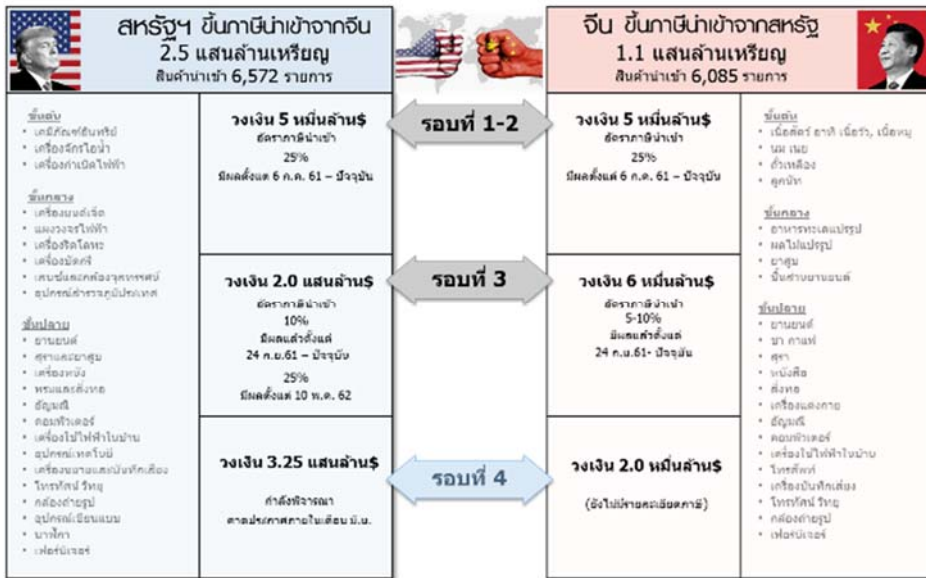 สหรัฐฯ ขึ้นภาษีนำเข้าจากจีน
2.5 แสนล้านเหรียญ
สินค้านำเข้า 6,572 รายการ
จีน ขึ้นภาษีนำเข้าจากสหรัฐ
1.1 แสนล้านเหรียญ
สินค้านำเข้า 6,085 รายการ
ขั้นต้น
• เคมีภัณฑ์อินทรีย์
• เครื่องจักรไอน้ำ
• เครื่องกำเนิดไฟฟ้า
ขั้นกลาง
• เครื่องยนต์เจ็ต
• แผงวงจรไฟฟ้า
• เครื่องรีดโลหะ
• เครื่องมัดกรี
• เลนซ์และกล้องจุลทรรศน์
• อุปกรณ์สำรวจภูมิประเทศ
ขั้นปลาย
• ยานยนต์
• สุราและยาสูบ
• เครื่องหนัง
• พรมและสิ่งทอ
• อัญมณี
• คอมพิวเตอร์
• เครื่องใช้ไฟฟ้าในบ้าน
• อุปกรณ์เทคโนโลยี
• เครื่องขยายและบันทึกเสียง
• โทรทัศน์ วิทยุ
• กล้องถ่ายรูป
• อุปกรณ์เขียนแบบ
• นาฬิกา
• เฟอร์นิเจอร์
วงเงิน 5 หมื่นล้าน$
อัตราภาษีนำเข้า
25%
มีผลตั้งแต่ 6 ก.ค. 61 – ปัจจุบัน
วงเงิน 2.0 แสนล้าน$
อัตราภาษีนำเข้า
10%
มีผลแล้วตั้งแต่
24 ก.ย.61 – ปัจจุบัน
25%
มีผลตั้งแต่ 10 พ.ค. 62
วงเงิน 3.25 แสนล้าน$
กำลังพิจารณา
คาดประกาศภายในเดือน มิ.ย.
รอบที่ 1-2
รอบที่ 3
รอบที่ 4
วงเงิน 5 หมื่นล้าน$
อัตราภาษีนำเข้า
25%
มีผลตั้งแต่ 6 ก.ค. 61 – ปัจจุบัน
วงเงิน 6 หมื่นล้าน$
อัตราภาษีนำเข้า
5-10%
มีผลแล้วตั้งแต่
24 ก.ย.61- ปัจจุบัน
วงเงิน 2.0 หมื่นล้าน$
(ยังไม่มีรายละเอียดภาษี)
ขั้นต้น
• เนื้อสัตว์ อาทิ เนื้อวัว, เนื้อหมู
• นม เนย
• ถั่วเหลือง
• ลูกนัท
ขั้นกลาง
• อาหารทะเลแปรรูป
• ผลไม้แปรรูป
• ยาสูบ
• ชิ้นส่วนยานยนต์
ขั้นปลาย
• ยานยนต์
• ชา กาแฟ
• สุรา
• หนังสือ
• สิ่งทอ
• เครื่องแต่งกาย
• อัญมณี
• คอมพิวเตอร์
• เครื่องใช้ไฟฟ้าในบ้าน
• โทรศัพท์
• เครื่องบันทึกเสียง
• โทรทัศน์ วิทยุ
• กล้องถ่ายรูป
• เฟอร์นิเจอร์